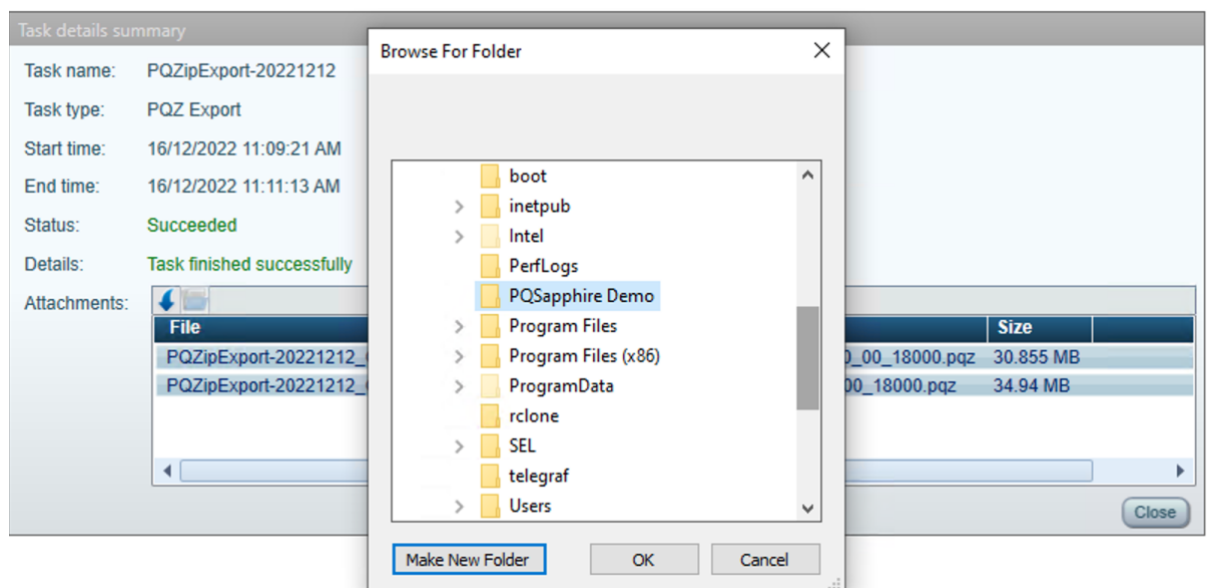 Task details summary
Task name: PQZipExport-20221212
Task type: PQZ Export
Start time: 16/12/2022 11:09:21 AM
End time: 16/12/2022 11:11:13 AM
Status: Succeeded
Details: Task finished successfully
Attachments:
File Size
PQZipExport-20221212_ 0_00_18000.pqz 30.855 MB
PQZipExport-20221212_ 00_18000.pqz 34.94 MB
Close
Browse For Folder
boot
inetpub
Intel
PerfLogs
PQSapphire Demo
Program Files
Program Files (x86)
ProgramData
rclone
SEL
telegraf
Users
Make New Folder OK Cancel